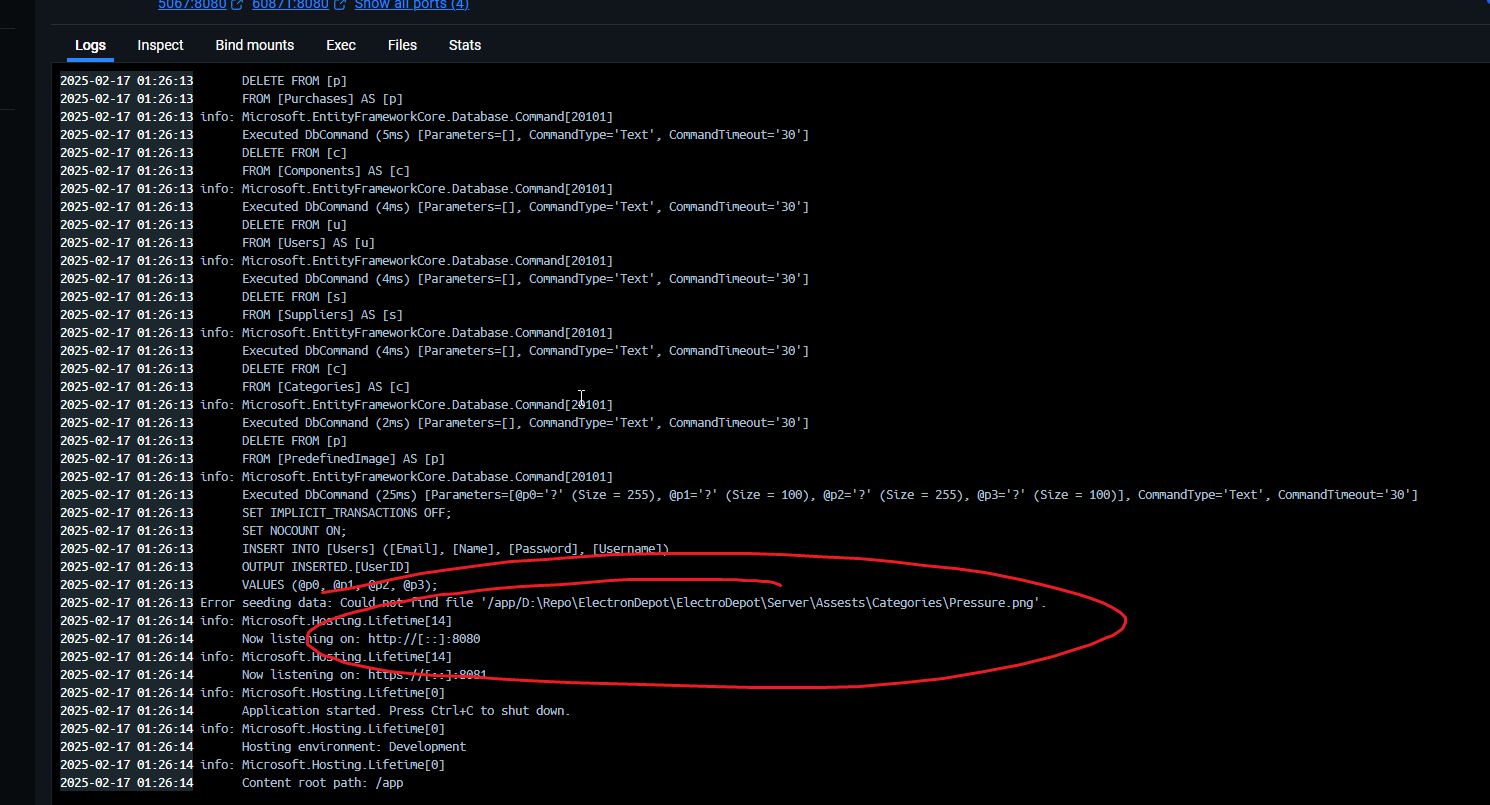 5067:8080 60871:8080 Show all ports (4)
Logs Inspect Bind mounts Exec Files Stats
2025-02-17 01:26:13 DELETE FROM [p]
2025-02-17 01:26:13 FROM [Purchases] AS [p]
2025-02-17 01:26:13 info: Microsoft.EntityFrameworkCore.Database.Command[20101]
2025-02-17 01:26:13 Executed DbCommand (5ms) [Parameters=[], CommandType='Text', CommandTimeout='30']
2025-02-17 01:26:13 DELETE FROM [c]
2025-02-17 01:26:13 FROM [Components] AS [c]
2025-02-17 01:26:13 info: Microsoft.EntityFrameworkCore.Database.Command[20101]
2025-02-17 01:26:13 Executed DbCommand (4ms) [Parameters=[], CommandType='Text', CommandTimeout='30']
2025-02-17 01:26:13 DELETE FROM [u]
2025-02-17 01:26:13 FROM [Users] AS [u]
2025-02-17 01:26:13 info: Microsoft.EntityFrameworkCore.Database.Command[20101]
2025-02-17 01:26:13 Executed DbCommand (4ms) [Parameters=[], CommandType='Text', CommandTimeout='30']
2025-02-17 01:26:13 DELETE FROM [s]
2025-02-17 01:26:13 FROM [Suppliers] AS [s]
2025-02-17 01:26:13 info: Microsoft.EntityFrameworkCore.Database.Command[20101]
2025-02-17 01:26:13 Executed DbCommand (4ms) [Parameters=[], CommandType='Text', CommandTimeout='30']
2025-02-17 01:26:13 DELETE FROM [c]
2025-02-17 01:26:13 FROM [Categories] AS [c]
2025-02-17 01:26:13 info: Microsoft.EntityFrameworkCore.Database.Command[20101]
2025-02-17 01:26:13 Executed DbCommand (2ms) [Parameters=[], CommandType='Text', CommandTimeout='30']
2025-02-17 01:26:13 DELETE FROM [p]
2025-02-17 01:26:13 FROM [PredefinedImage] AS [p]
2025-02-17 01:26:13 info: Microsoft.EntityFrameworkCore.Database.Command[20101]
2025-02-17 01:26:13 Executed DbCommand (25ms) [Parameters=[@p0='?' (Size = 255), @p1='?' (Size = 100), @p2='?' (Size = 255), @p3='?' (Size = 100)], CommandType='Text', CommandTimeout='30']
2025-02-17 01:26:13 SET IMPLICIT_TRANSACTIONS OFF;
2025-02-17 01:26:13 SET NOCOUNT ON;
2025-02-17 01:26:13 INSERT INTO [Users] ([Email], [Name], [Password], [Username])
2025-02-17 01:26:13 OUTPUT INSERTED.[UserID]
2025-02-17 01:26:13 VALUES (@p0, @p1, @p2, @p3);
2025-02-17 01:26:13 Error seeding data: Could not find file '/app/D:\Repo\ElectronDepot\ElectroDepot\Server\Assests\Categories\Pressure.png'.
2025-02-17 01:26:14 info: Microsoft.Hosting.Lifetime[14]
2025-02-17 01:26:14 Now listening on: http://[::]:8080
2025-02-17 01:26:14 info: Microsoft.Hosting.Lifetime[14]
2025-02-17 01:26:14 Now listening on: https://[::]:8081
2025-02-17 01:26:14 info: Microsoft.Hosting.Lifetime[0]
2025-02-17 01:26:14 Application started. Press Ctrl+C to shut down.
2025-02-17 01:26:14 info: Microsoft.Hosting.Lifetime[0]
2025-02-17 01:26:14 Hosting environment: Development
2025-02-17 01:26:14 info: Microsoft.Hosting.Lifetime[0]
2025-02-17 01:26:14 Content root path: /app